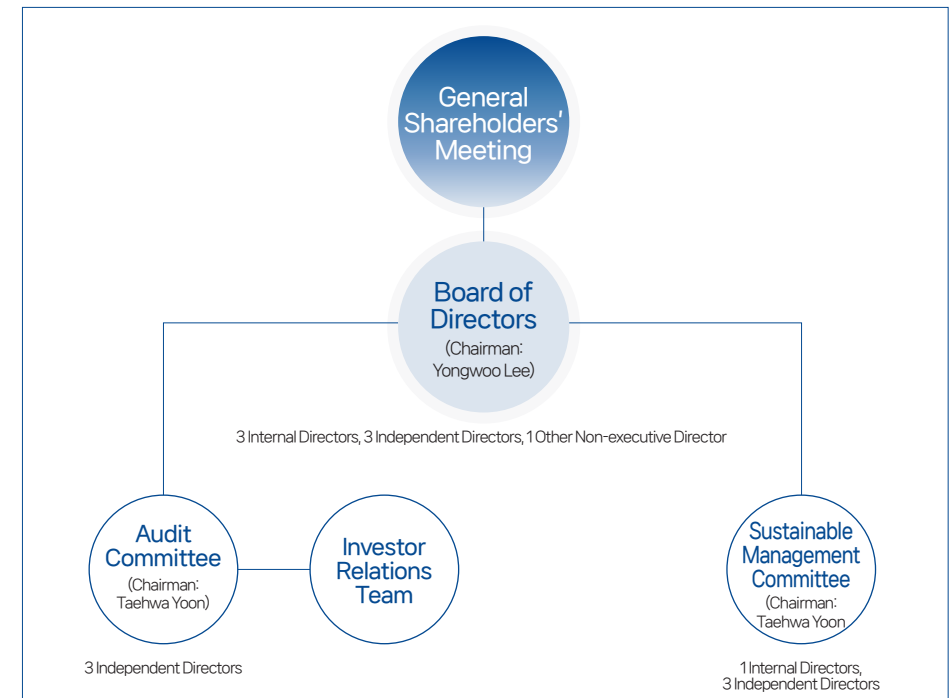 General
Shareholders'
Meeting
Board of
Directors
(Chairman:
Yongwoo Lee)
3 Internal Directors, 3 Independent Directors, 1 Other Non-executive Director
Audit
Committee
(Chairman:
Taehwa Yoon)
Investor
Relations
Team
Sustainable
Management
Committee
(Chairman:
Taehwa Yoon
3 Independent Directors
1 Internal Directors,
3 Independent Directors